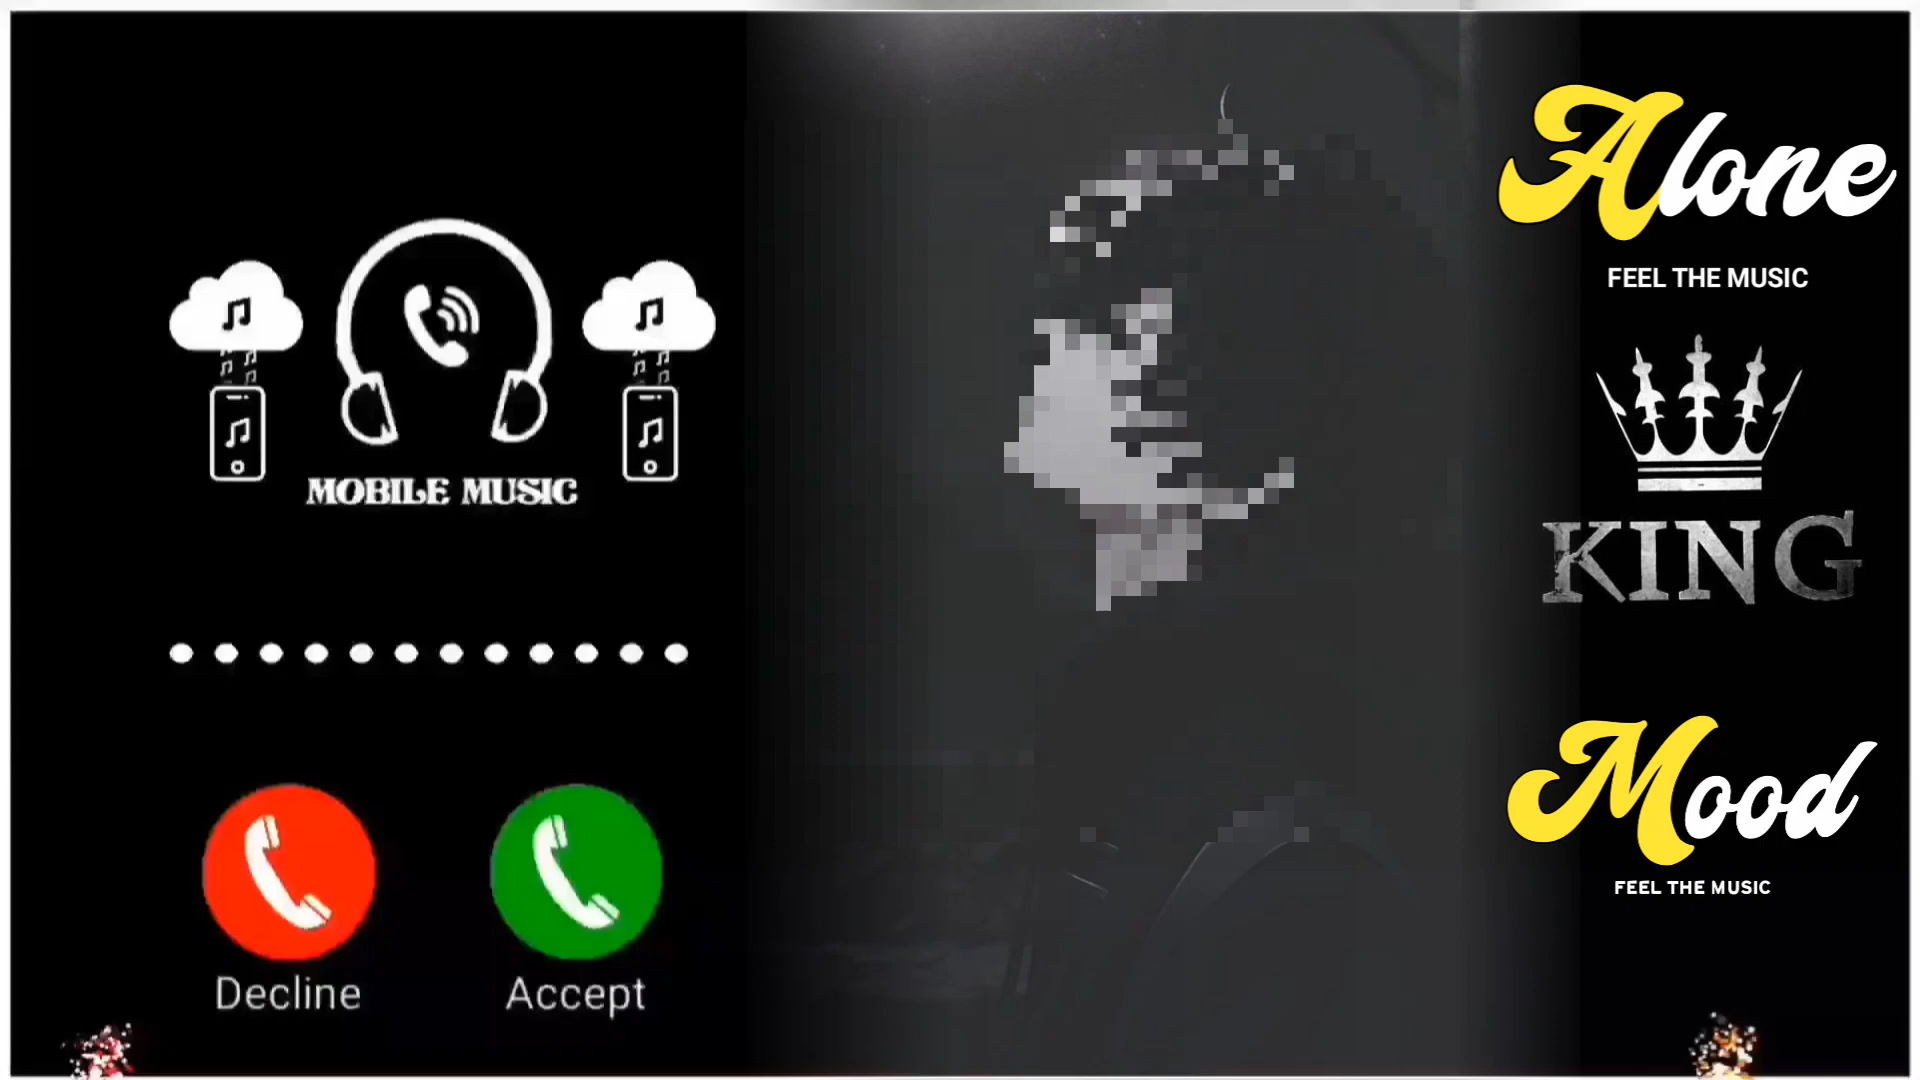 MOBILE MUSIC
Decline
Accept
Alone
FEEL THE MUSIC
KING
Mood
FEEL THE MUSIC